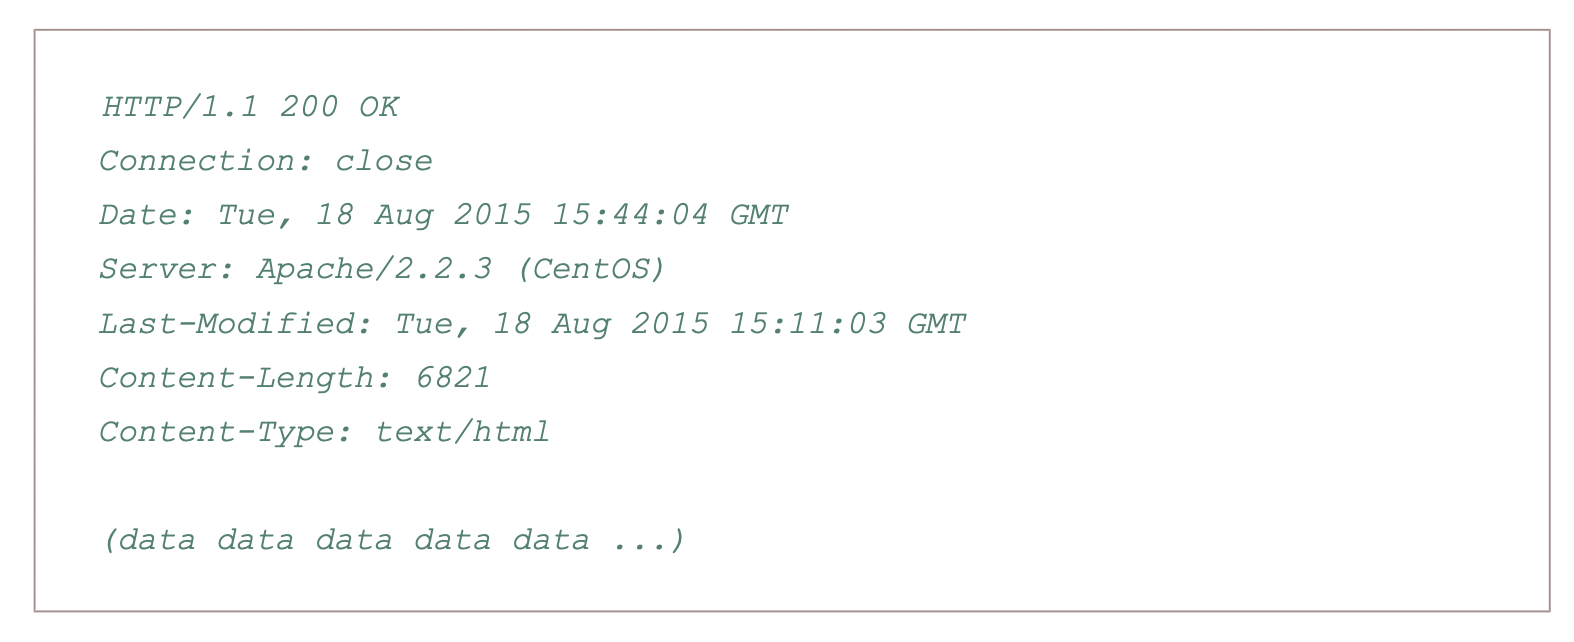 HTTP/1.1 200 OK
Connection: close
Date: Tue, 18 Aug 2015 15:44:04 GMT
Server: Apache/2.2.3 (CentOS)
Last-Modified: Tue, 18 Aug 2015 15:11:03 GMT
Content-Length: 6821
Content-Type: text/html
(data data data data data ...)